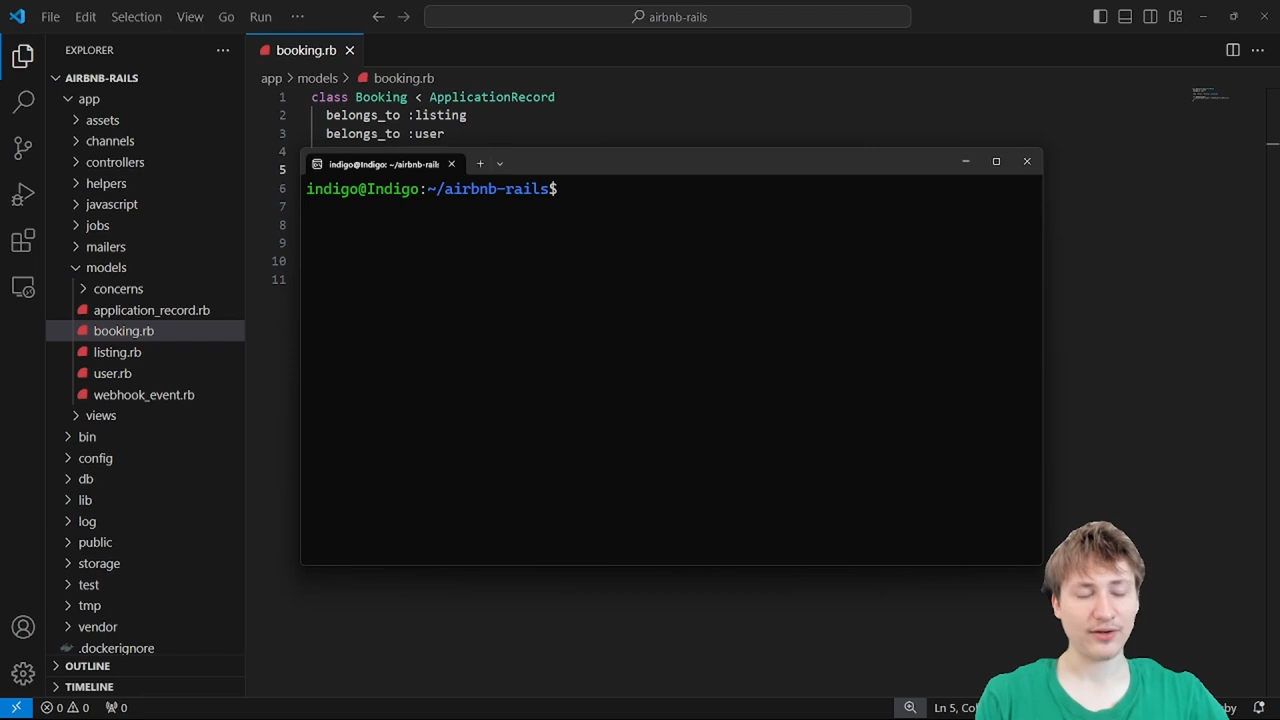 File Edit Selection View Go Run ··· airbnb-rails
EXPLORER ···
booking.rb
AIRBNB-RAILS
app
assets
channels
controllers
helpers
javascript
jobs
mailers
models
concerns
application_record.rb
booking.rb
listing.rb
user.rb
webhook_event.rb
views
bin
config
db
lib
log
public
storage
test
tmp
vendor
.dockerignore
OUTLINE
TIMELINE
app > models > booking.rb
1 class Booking < ApplicationRecord
2 belongs_to :listing
3 belongs_to :user
4
5
6
7
8
9
10
11
indigo@Indigo: ~/airbnb-rails
indigo@Indigo:~/airbnb-rails$
0 0 0
Ln 5,